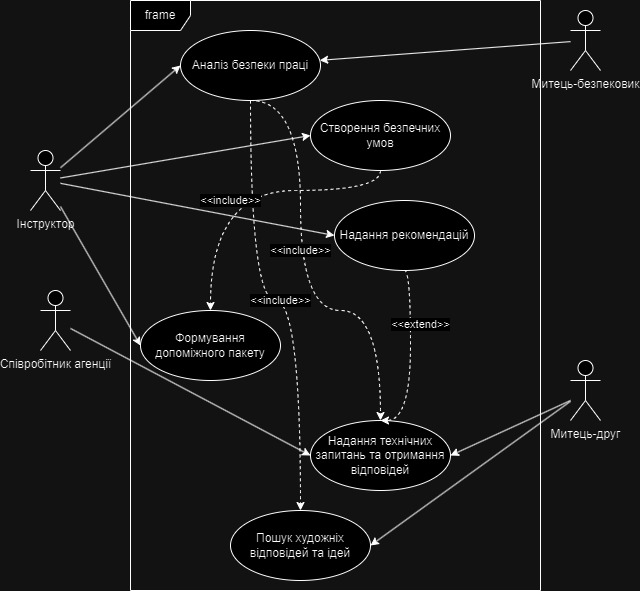 frame
Аналіз безпеки праці
Митець-безпековик
Створення безпечних
умов
<<include>>
Інструктор
Надання рекомендацій
<<include>>
<<include>>
<<extend>>
Формування
допоміжного пакету
Співробітник агенції
Надання технічних
запитань та отримання
відповідей
Митець-друг
Пошук художніх
відповідей та ідей